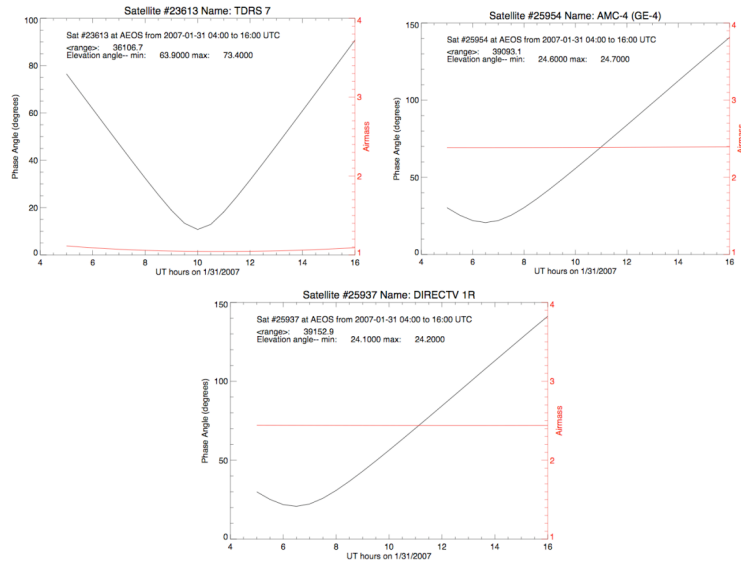 Satellite #23613 Name: TDRS 7
Sat #23613 at AEOS from 2007-01-31 04:00 to 16:00 UTC
<range>: 36106.7
Elevation angle-- min: 63.9000 max: 73.4000
Phase Angle (degrees)
100
80
60
40
20
0
4
3
2
1
Airmass
4 6 8 10 12 14 16
UT hours on 1/31/2007
Satellite #25954 Name: AMC-4 (GE-4)
Sat #25954 at AEOS from 2007-01-31 04:00 to 16:00 UTC
<range>: 39093.1
Elevation angle-- min: 24.6000 max: 24.7000
Phase Angle (degrees)
150
100
50
0
4
3
2
1
Airmass
4 6 8 10 12 14 16
UT hours on 1/31/2007
Satellite #25937 Name: DIRECTV 1R
Sat #25937 at AEOS from 2007-01-31 04:00 to 16:00 UTC
<range>: 39152.9
Elevation angle-- min: 24.1000 max: 24.2000
Phase Angle (degrees)
150
100
50
0
4
3
2
1
Airmass
4 6 8 10 12 14 16
UT hours on 1/31/2007